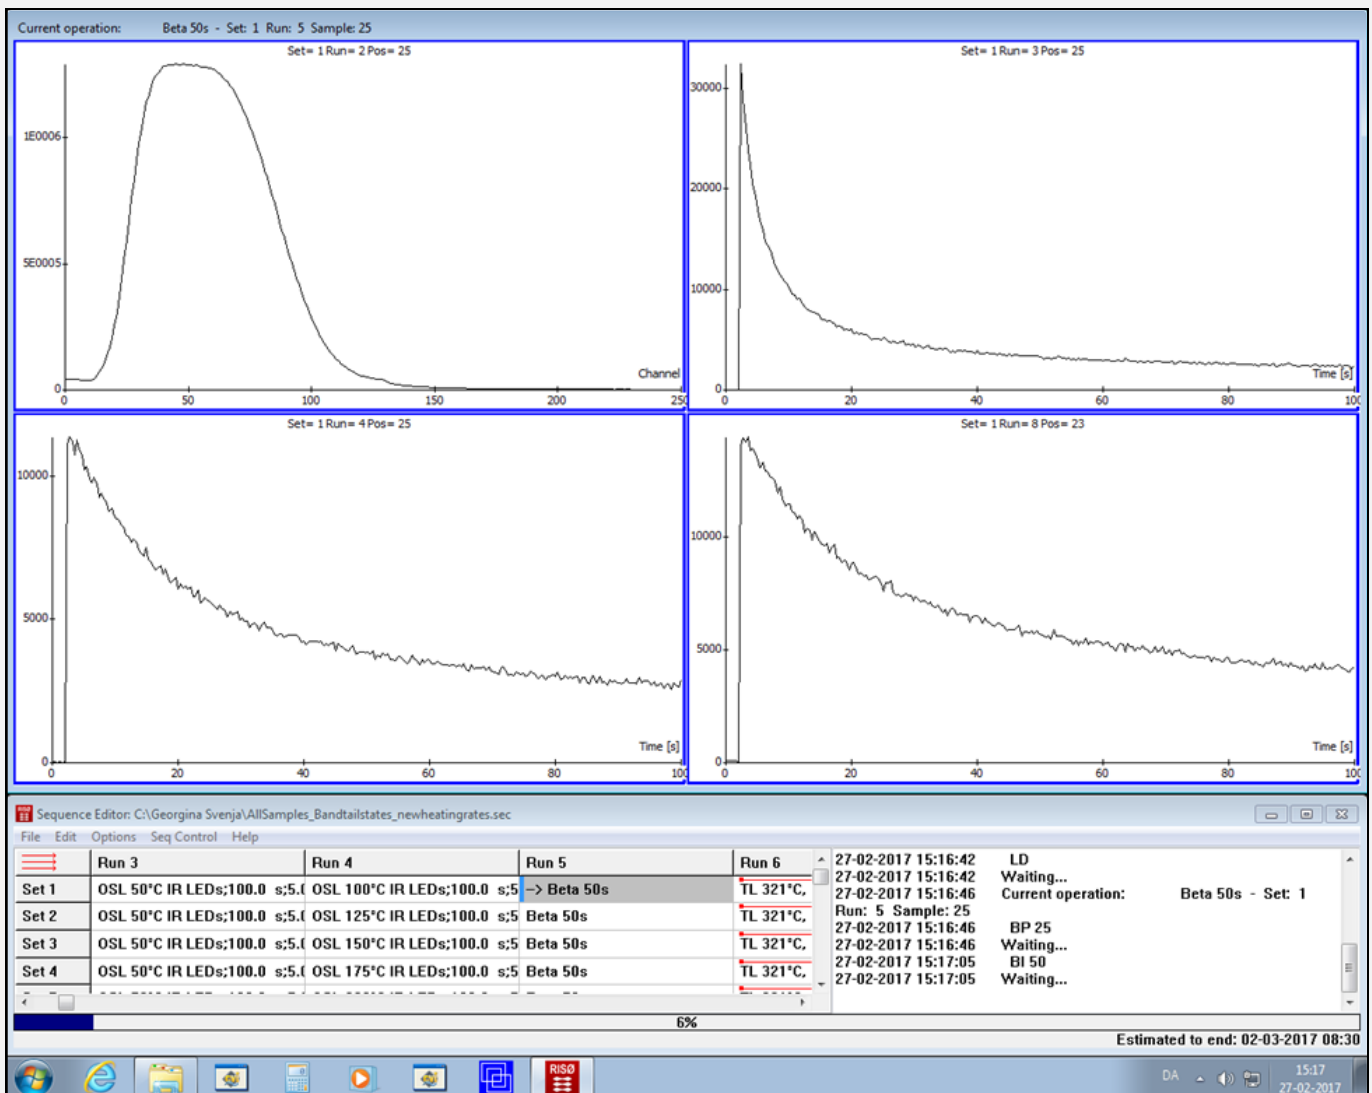 Current operation: Beta 50s - Set: 1 Run: 5 Sample: 25
Set= 1 Run= 2 Pos= 25
1E0006
5E0005
0
Channel
0 50 100 150 200 250
Set= 1 Run= 3 Pos= 25
30000
20000
10000
0
Time [s]
0 20 40 60 80 100
Set= 1 Run= 4 Pos= 25
10000
5000
0
Time [s]
0 20 40 60 80 100
Set= 1 Run= 8 Pos= 23
10000
5000
0
Time [s]
0 20 40 60 80 100
Sequence Editor: C:\Georgina Svenja\AllSamples_Bandtailstates_newheatingrates.sec
File Edit Options Seq Control Help
Run 3 Run 4 Run 5 Run 6
Set 1 OSL 50°C IR LEDs;100.0 s;5.( OSL 100°C IR LEDs;100.0 s;5 -> Beta 50s TL 321°C,
Set 2 OSL 50°C IR LEDs;100.0 s;5.( OSL 125°C IR LEDs;100.0 s;5 Beta 50s TL 321°C,
Set 3 OSL 50°C IR LEDs;100.0 s;5.( OSL 150°C IR LEDs;100.0 s;5 Beta 50s TL 321°C,
Set 4 OSL 50°C IR LEDs;100.0 s;5.( OSL 175°C IR LEDs;100.0 s;5 Beta 50s TL 321°C,
27-02-2017 15:16:42 LD
27-02-2017 15:16:42 Waiting...
27-02-2017 15:16:46 Current operation: Beta 50s - Set: 1
Run: 5 Sample: 25
27-02-2017 15:16:46 BP 25
27-02-2017 15:16:46 Waiting...
27-02-2017 15:17:05 BI 50
27-02-2017 15:17:05 Waiting...
6%
Estimated to end: 02-03-2017 08:30
RISØ
DA
15:17
27-02-2017